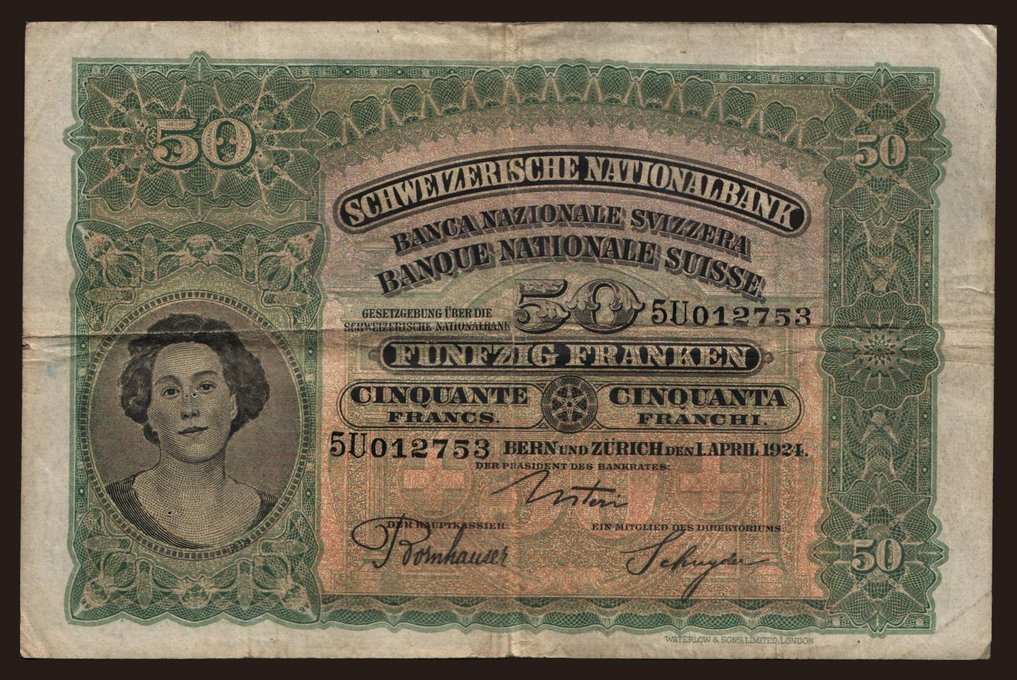 50
50
SCHWEIZERISCHE NATIONALBANK
BANCA NAZIONALE SVIZZERA
BANQUE NATIONALE SUISSE.
GESETZGEBUNG ÜBER DIE
SCHWEIZERISCHE NATIONALBANK
50
5U012753
FÜNFZIG FRANKEN
CINQUANTE
FRANCS.
CINQUANTA
FRANCHI.
5U012753
BERN UND ZÜRICH DEN 1. APRIL 1924.
DER PRÄSIDENT DES BANKRATES:
Usteri
DER HAUPTKASSIER:
Bornhauser
EIN MITGLIED DES DIREKTORIUMS:
Schnyder
50
WATERLOW & SONS, LIMITED, LONDON